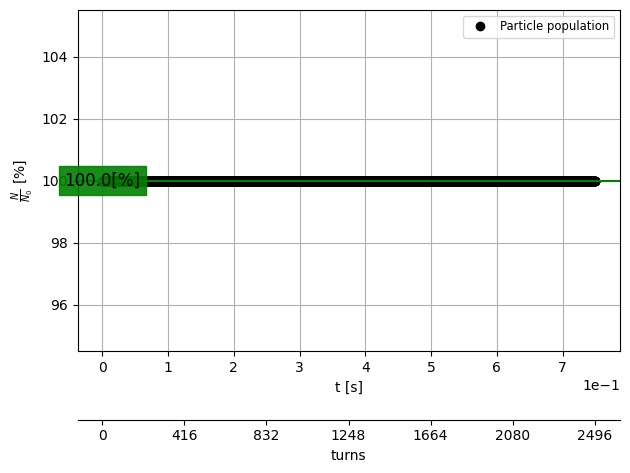 Particle population
104
102
100
98
96
100.0[%]
N/N₀ [%]
0 1 2 3 4 5 6 7
1e−1
t [s]
0 416 832 1248 1664 2080 2496
turns